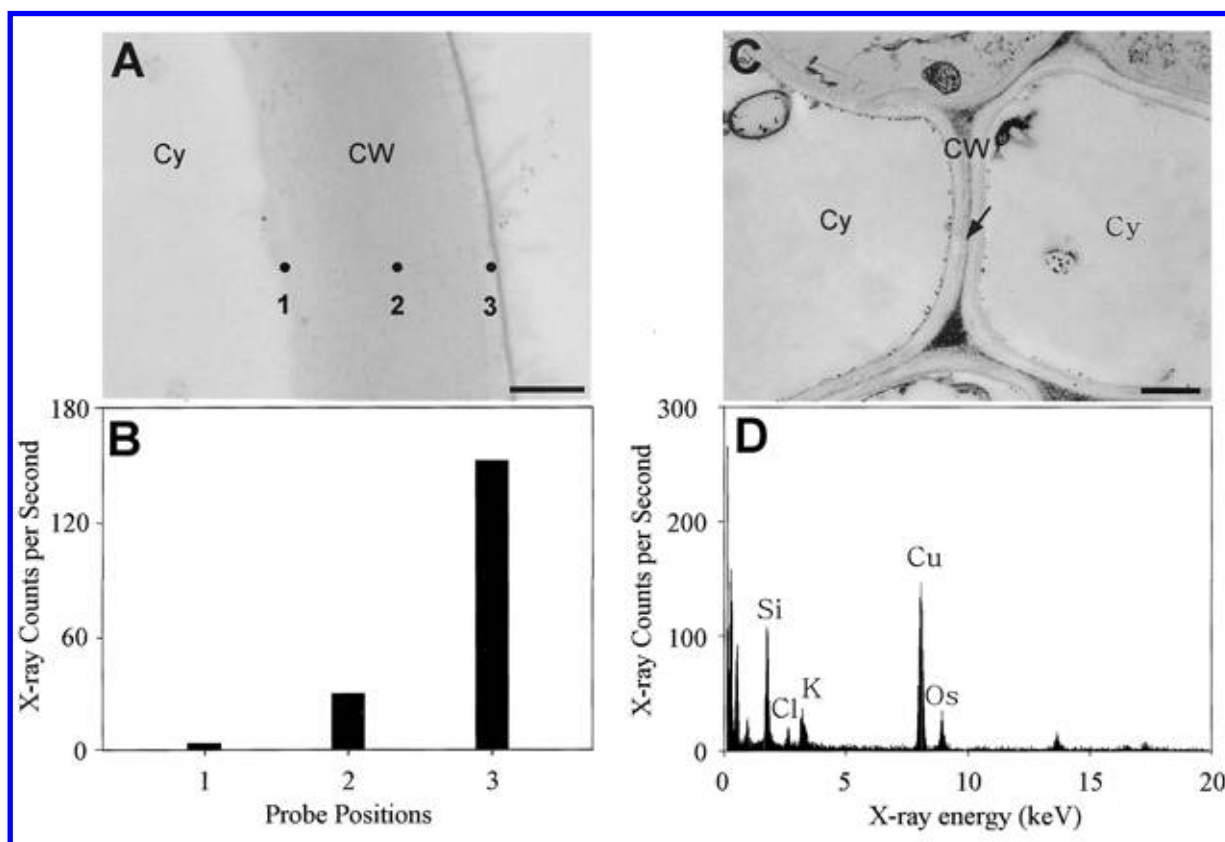 A
Cy
CW
1
2
3
B
X-ray Counts per Second
180
120
60
0
1 2 3
Probe Positions
C
CW
Cy
Cy
D
X-ray Counts per Second
300
200
100
0
Si
Cl
K
Cu
Os
0 5 10 15 20
X-ray energy (keV)